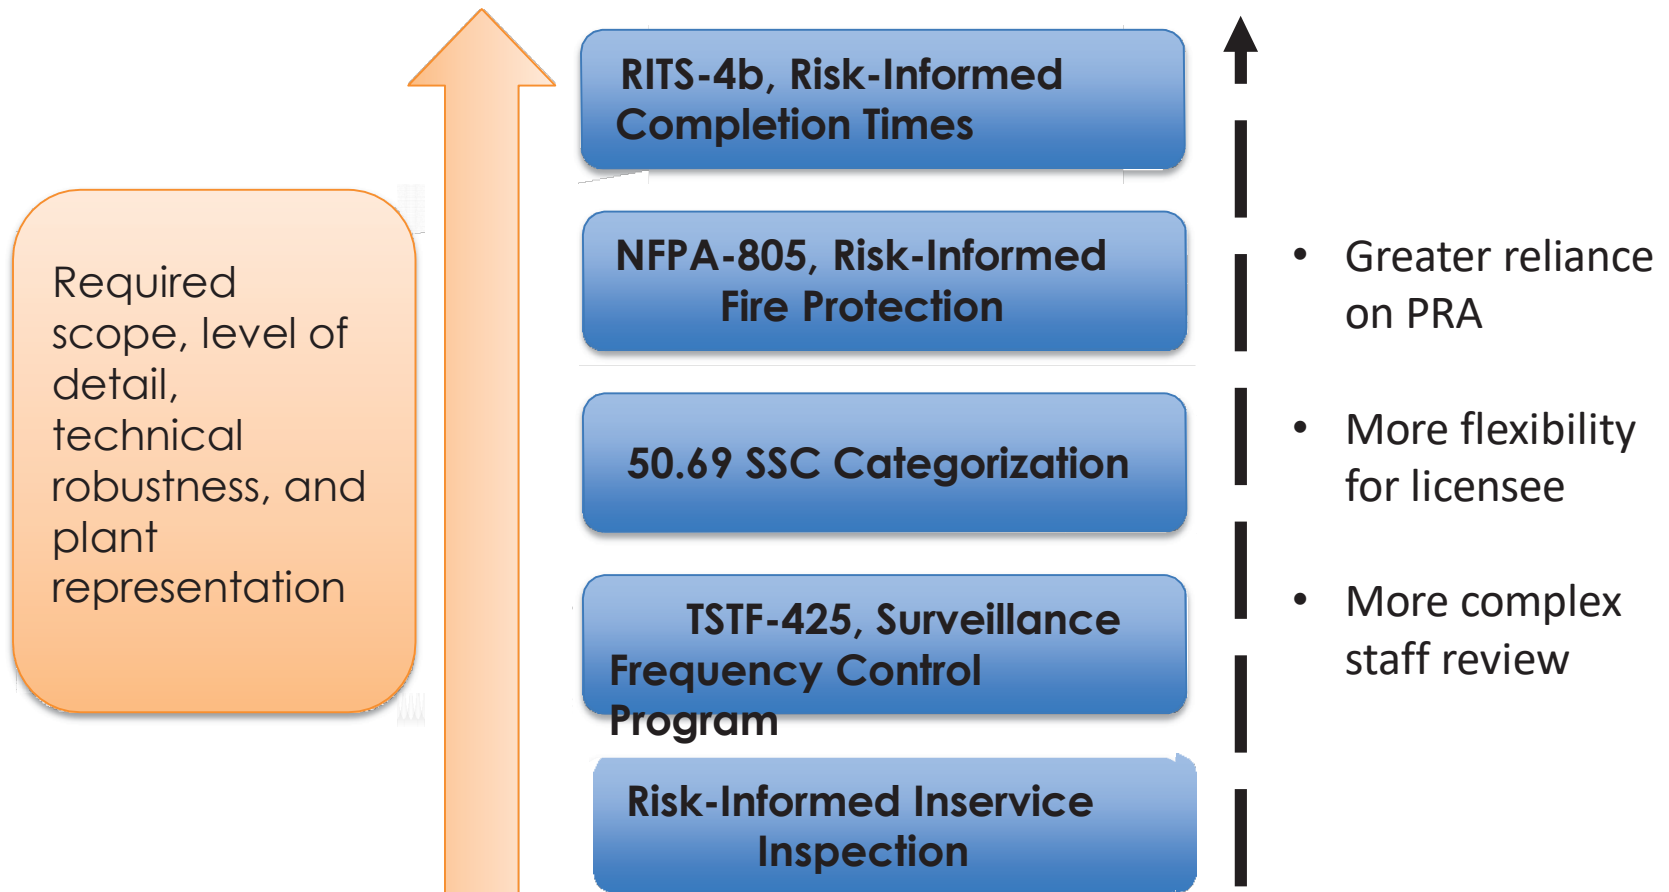 Required
scope, level of
detail,
technical
robustness, and
plant
representation
RITS-4b, Risk-Informed
Completion Times
NFPA-805, Risk-Informed
Fire Protection
50.69 SSC Categorization
TSTF-425, Surveillance
Frequency Control
Program
Risk-Informed Inservice
Inspection
• Greater reliance
on PRA
• More flexibility
for licensee
• More complex
staff review